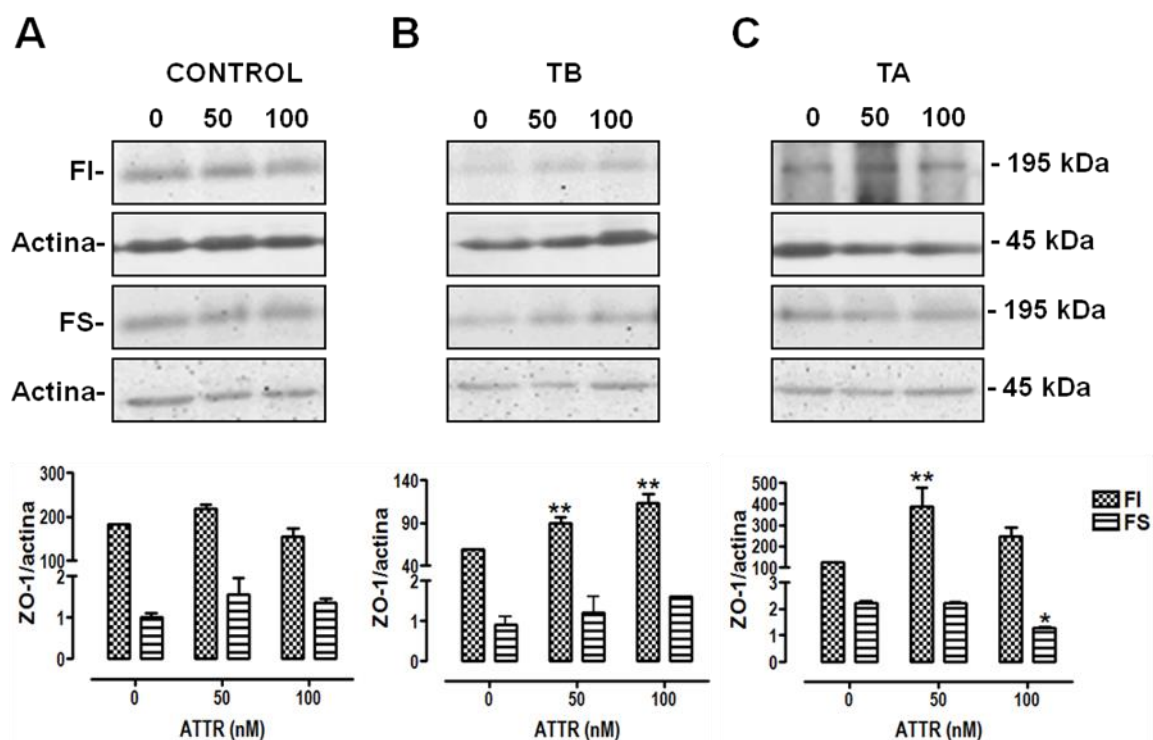 A B C
CONTROL TB TA
0 50 100 0 50 100 0 50 100
FI- - 195 kDa
Actina- - 45 kDa
FS- - 195 kDa
Actina- - 45 kDa
ZO-1/actina
300
200
100
2
1
0
0 50 100
ATTR (nM)
ZO-1/actina
140
90
40
2
1
0
** **
0 50 100
ATTR (nM)
ZO-1/actina
500
400
300
200
100
3
2
1
0
**
*
0 50 100
ATTR (nM)
FI
FS